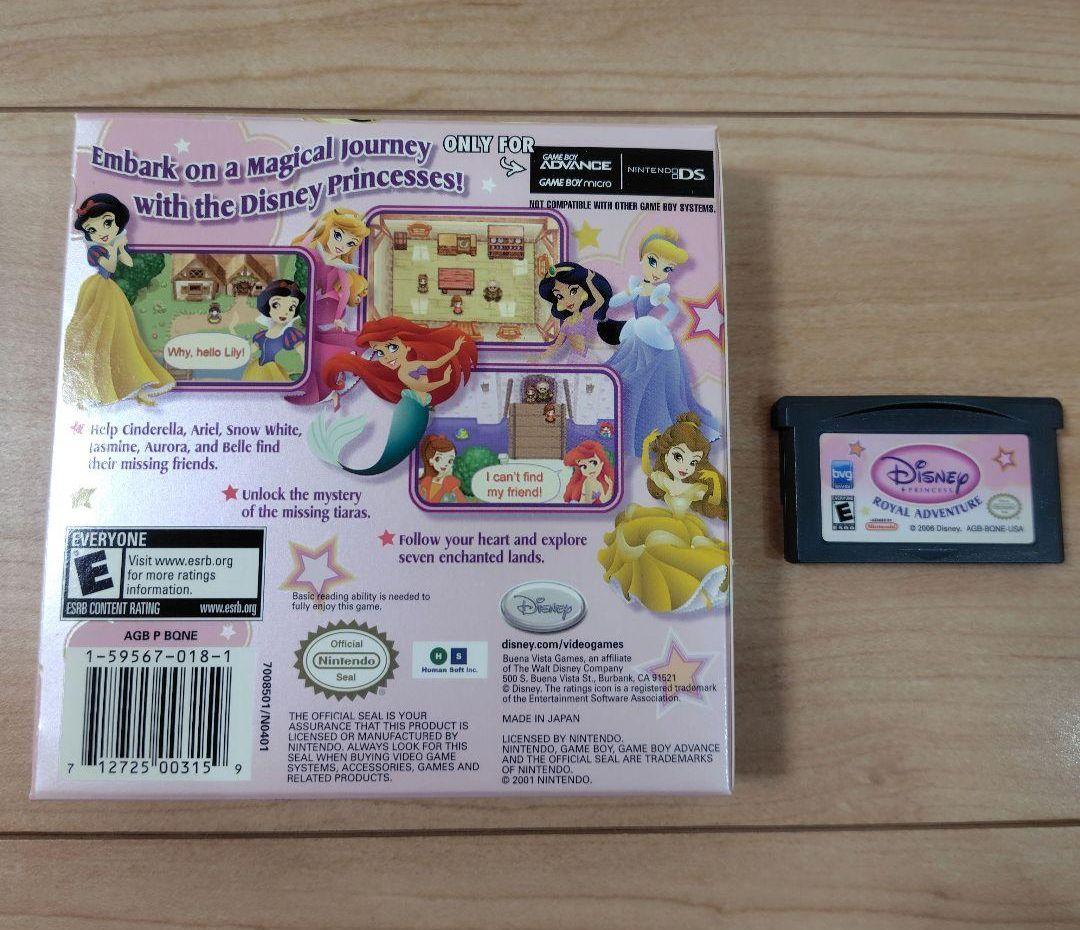 Embark on a Magical Journey
with the Disney Princesses!
ONLY FOR
GAME BOY
ADVANCE
GAME BOY micro
NINTENDO DS
NOT COMPATIBLE WITH OTHER GAME BOY SYSTEMS.
Why, hello Lily!
I can't find
my friend!
Help Cinderella, Ariel, Snow White,
Jasmine, Aurora, and Belle find
their missing friends.
Unlock the mystery
of the missing tiaras.
Follow your heart and explore
seven enchanted lands.
EVERYONE
E
Visit www.esrb.org
for more ratings
information.
ESRB CONTENT RATING www.esrb.org
Basic reading ability is needed to
fully enjoy this game.
AGB P BQNE
1-59567-018-1
7 12725 00315 9
7008501/N0401
Official
Nintendo
Seal
H S
Human Soft Inc.
THE OFFICIAL SEAL IS YOUR
ASSURANCE THAT THIS PRODUCT IS
LICENSED OR MANUFACTURED BY
NINTENDO. ALWAYS LOOK FOR THIS
SEAL WHEN BUYING VIDEO GAME
SYSTEMS, ACCESSORIES, GAMES AND
RELATED PRODUCTS.
Disney
disney.com/videogames
Buena Vista Games, an affiliate
of The Walt Disney Company
500 S. Buena Vista St., Burbank, CA 91521
© Disney. The ratings icon is a registered trademark
of the Entertainment Software Association.
MADE IN JAPAN
LICENSED BY NINTENDO.
NINTENDO, GAME BOY, GAME BOY ADVANCE
AND THE OFFICIAL SEAL ARE TRADEMARKS
OF NINTENDO.
© 2001 NINTENDO.
bvg
Disney
PRINCESS
ROYAL ADVENTURE
EVERYONE
E
Nintendo
© 2006 Disney. AGB-BQNE-USA